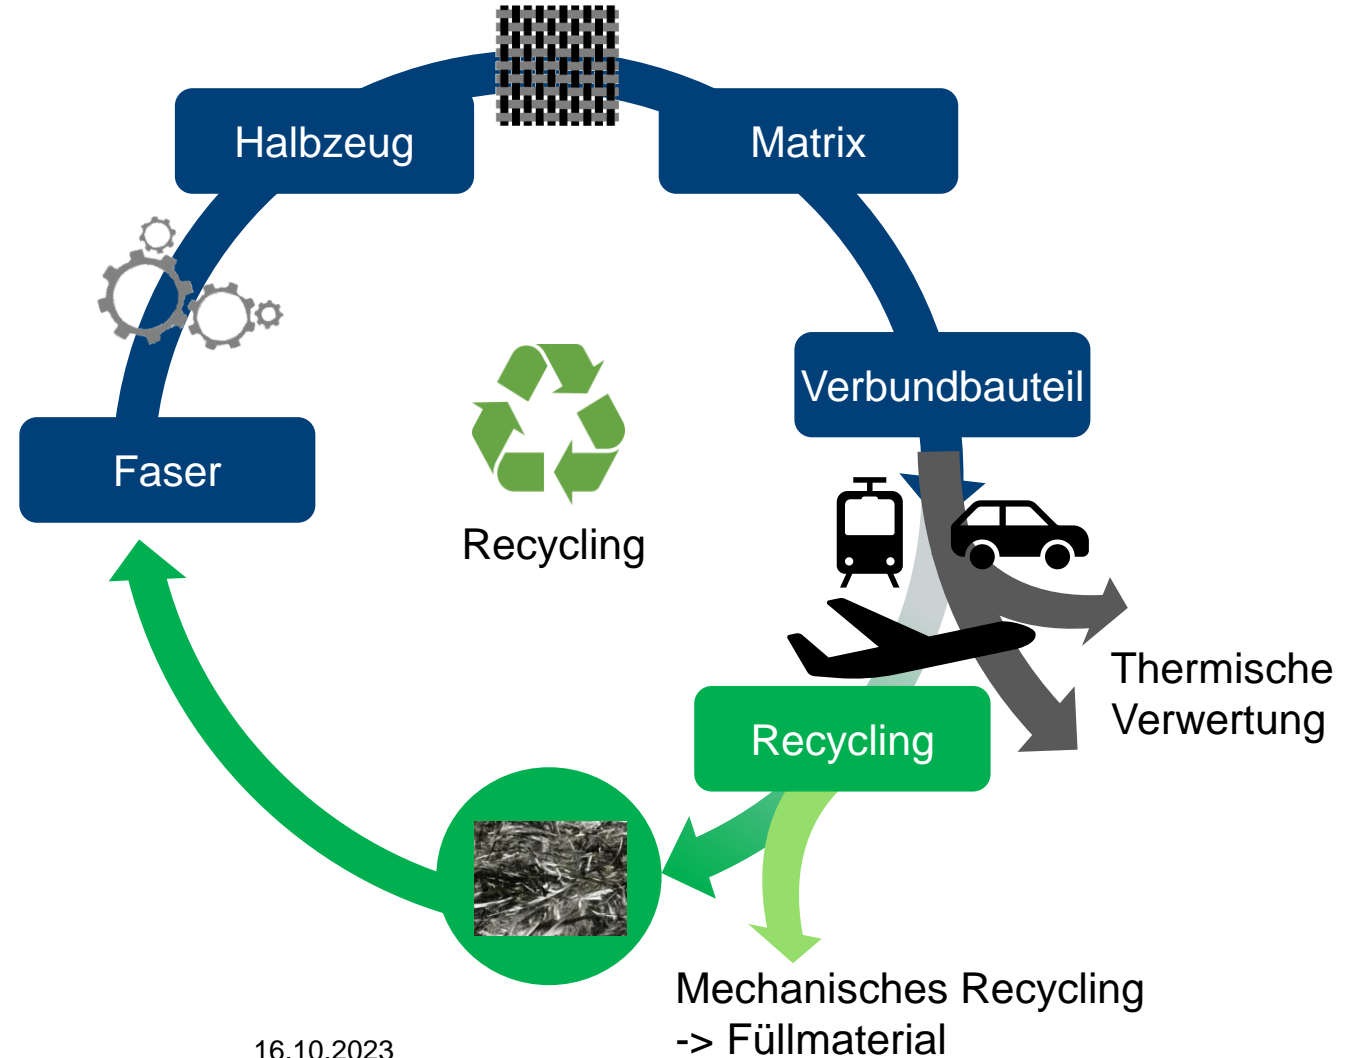 Halbzeug
Matrix
Verbundbauteil
Faser
Recycling
Thermische
Verwertung
Recycling
Mechanisches Recycling
-> Füllmaterial
16.10.2023